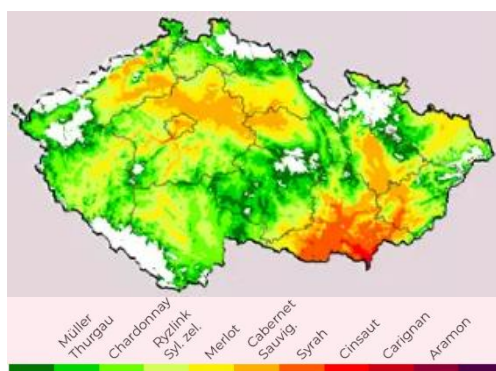 Müller
Thurgau
Chardonnay
Ryzlink
Syl. zel.
Merlot
Cabernet
Sauvig.
Syrah
Cinsaut
Carignan
Aramon